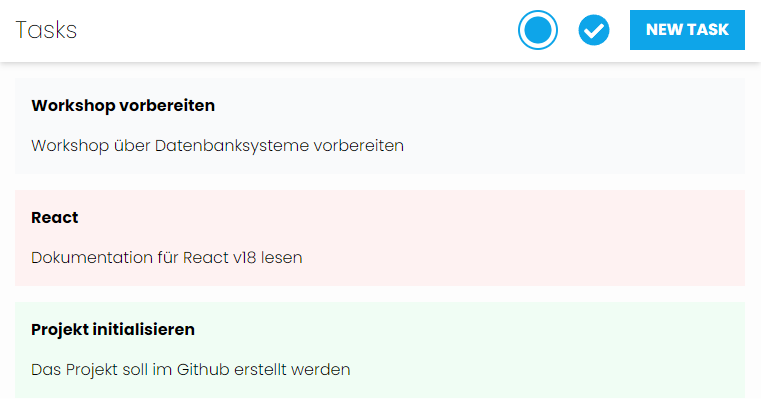 Tasks
NEW TASK
Workshop vorbereiten
Workshop über Datenbanksysteme vorbereiten
React
Dokumentation für React v18 lesen
Projekt initialisieren
Das Projekt soll im Github erstellt werden